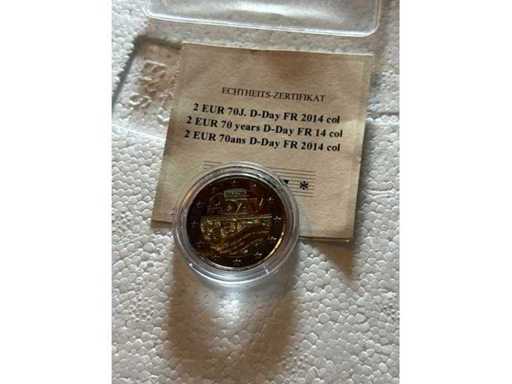 ECHTHEITS-ZERTIFIKAT
2 EUR 70J. D-Day FR 2014 col
2 EUR 70 years D-Day FR 14 col
2 EUR 70ans D-Day FR 2014 col